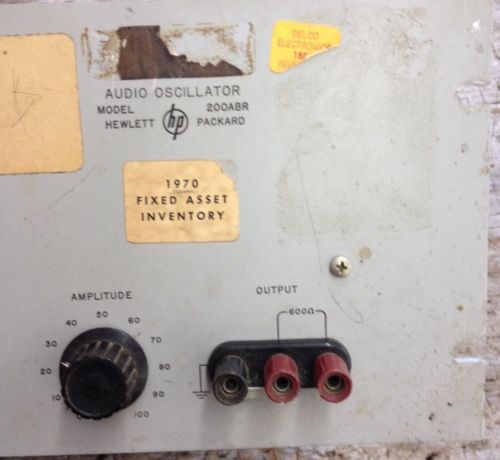 DELCO
ELECTRONICS
AUDIO OSCILLATOR
MODEL 200ABR
HEWLETT hp PACKARD
1970
FIXED ASSET
INVENTORY
AMPLITUDE
OUTPUT
600Ω
10
20
30
40
50
60
70
80
90
100